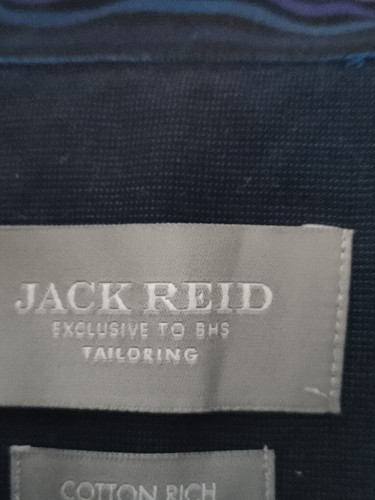 JACK REID
EXCLUSIVE TO BHS
TAILORING
COTTON RICH